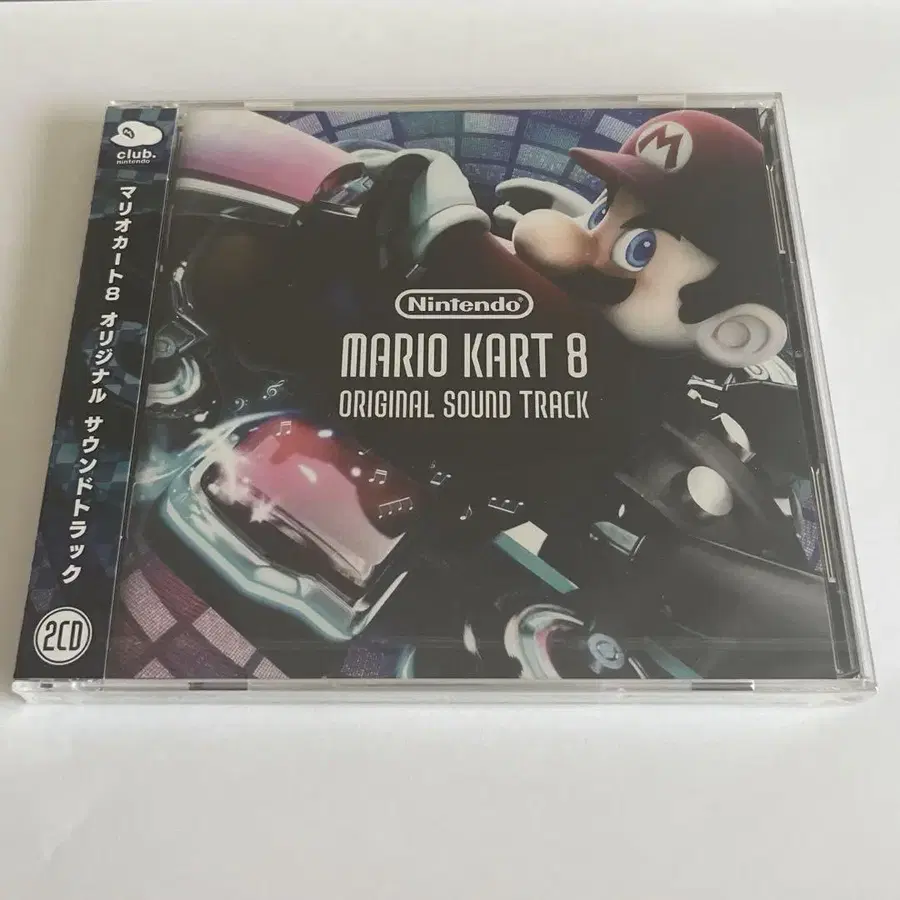 club.
nintendo
マリオカート8 オリジナル サウンドトラック
2CD
M
Nintendo®
MARIO KART 8
ORIGINAL SOUND TRACK